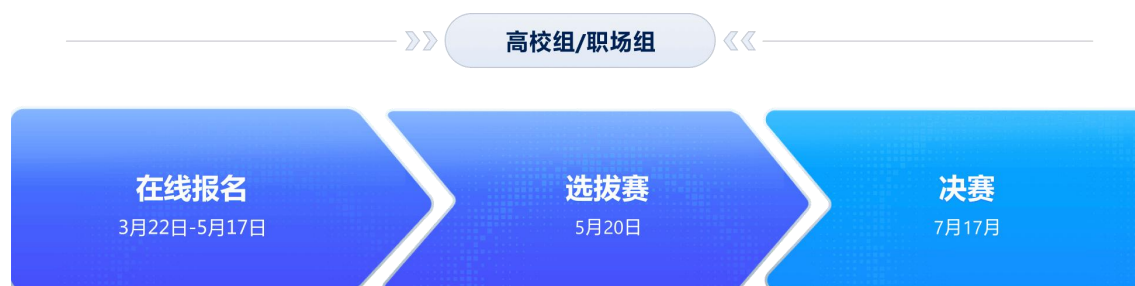 高校组/职场组
在线报名
3月22日-5月17日
选拔赛
5月20日
决赛
7月17月